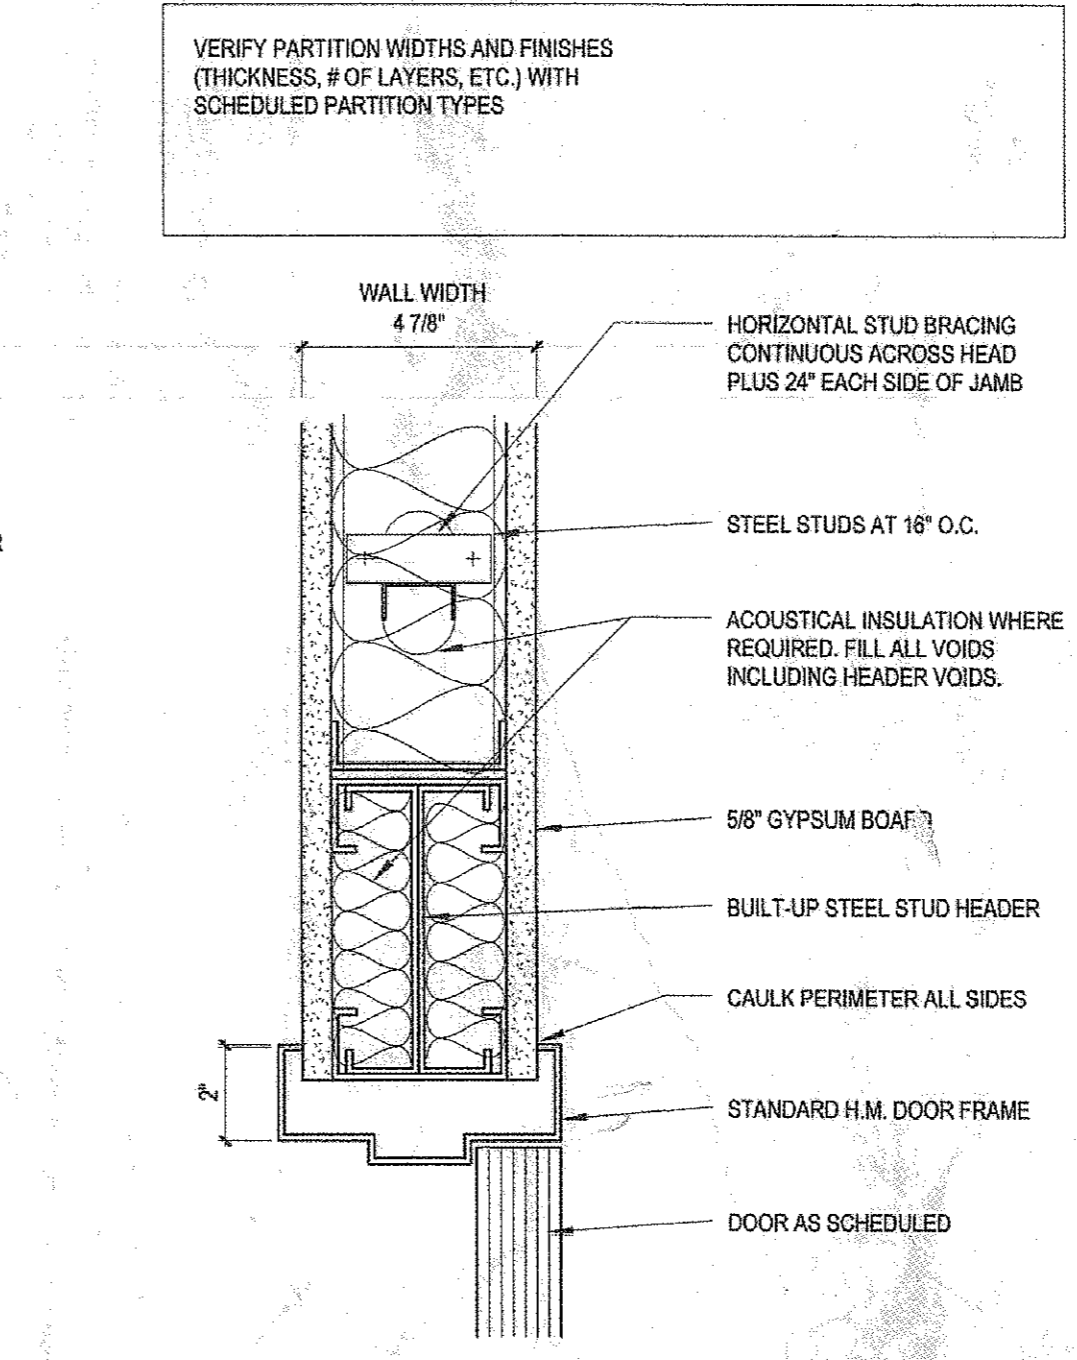 VERIFY PARTITION WIDTHS AND FINISHES
(THICKNESS, # OF LAYERS, ETC.) WITH
SCHEDULED PARTITION TYPES
WALL WIDTH
4 7/8"
HORIZONTAL STUD BRACING
CONTINUOUS ACROSS HEAD
PLUS 24" EACH SIDE OF JAMB
STEEL STUDS AT 16" O.C.
R
ACOUSTICAL INSULATION WHERE
REQUIRED. FILL ALL VOIDS
INCLUDING HEADER VOIDS.
5/8" GYPSUM BOARD
BUILT-UP STEEL STUD HEADER
CAULK PERIMETER ALL SIDES
2"
STANDARD H.M. DOOR FRAME
DOOR AS SCHEDULED